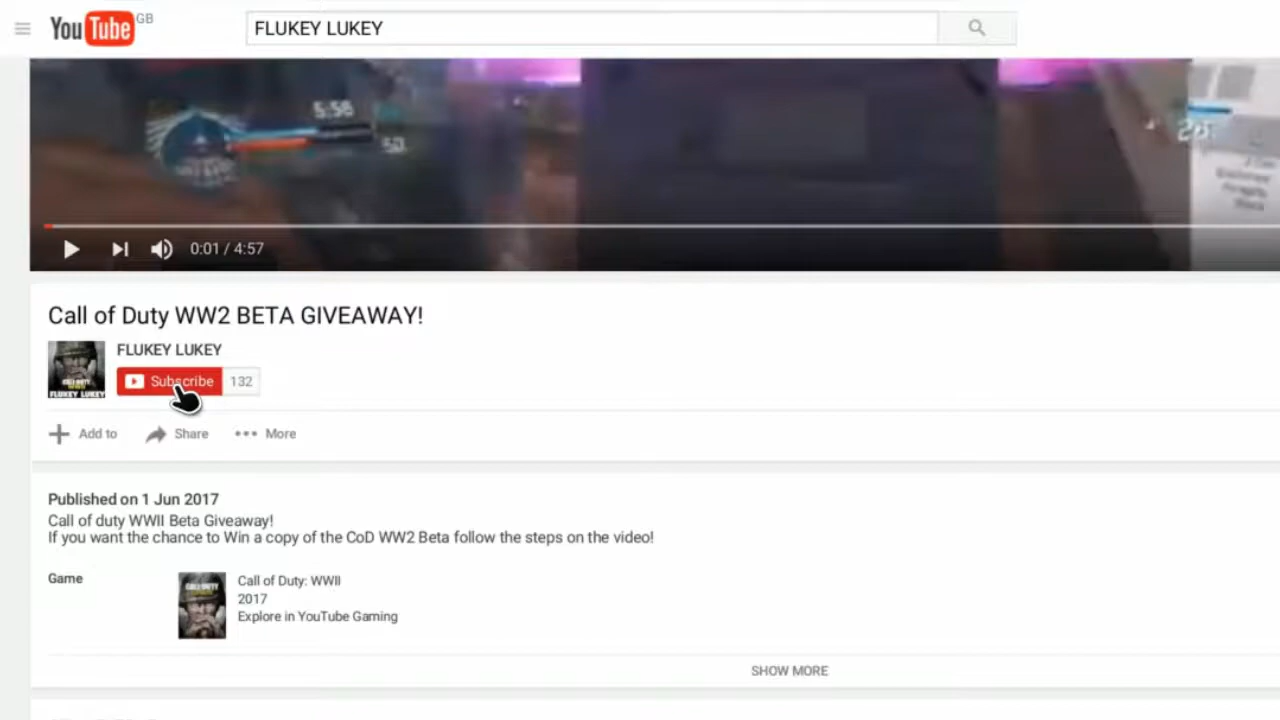 YouTube GB
FLUKEY LUKEY
5:56
50
0:01 / 4:57
Call of Duty WW2 BETA GIVEAWAY!
FLUKEY LUKEY
FLUKEY LUKEY
Subscribe 132
Add to Share More
Published on 1 Jun 2017
Call of duty WWII Beta Giveaway!
If you want the chance to Win a copy of the CoD WW2 Beta follow the steps on the video!
Game
Call of Duty: WWII
2017
Explore in YouTube Gaming
SHOW MORE